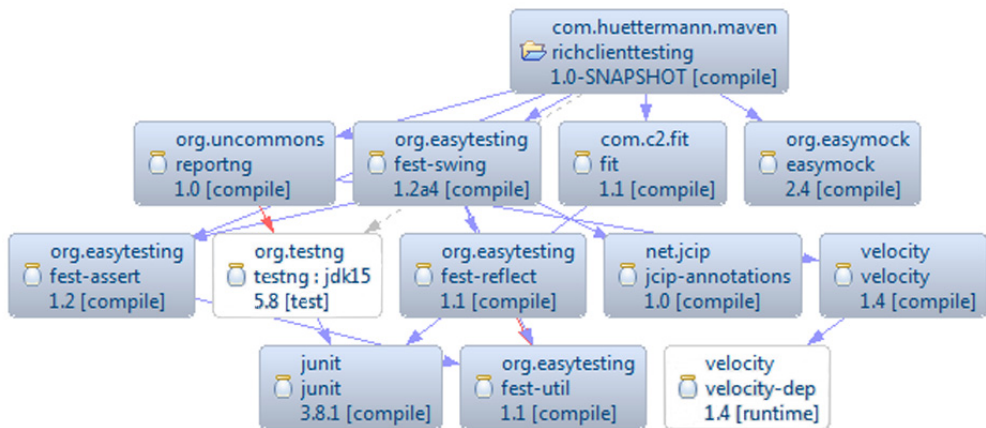 com.huettermann.maven
richclienttesting
1.0-SNAPSHOT [compile]
org.uncommons
reportng
1.0 [compile]
org.easytesting
fest-swing
1.2a4 [compile]
com.c2.fit
fit
1.1 [compile]
org.easymock
easymock
2.4 [compile]
org.easytesting
fest-assert
1.2 [compile]
org.testng
testng : jdk15
5.8 [test]
org.easytesting
fest-reflect
1.1 [compile]
net.jcip
jcip-annotations
1.0 [compile]
velocity
velocity
1.4 [compile]
junit
junit
3.8.1 [compile]
org.easytesting
fest-util
1.1 [compile]
velocity
velocity-dep
1.4 [runtime]